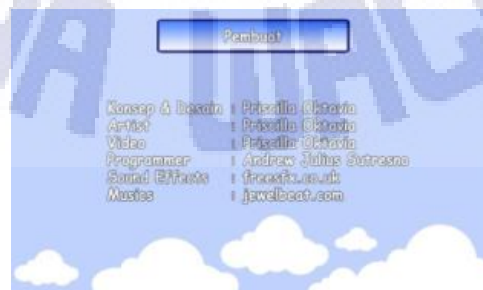 Pembuat
Konsep & Desain : Priscilla Oktavia
Artist : Priscilla Oktavia
Video : Priscilla Oktavia
Programmer : Andrew Julius Sutresno
Sound Effects : freesfx.co.uk
Musics : jewelbeat.com